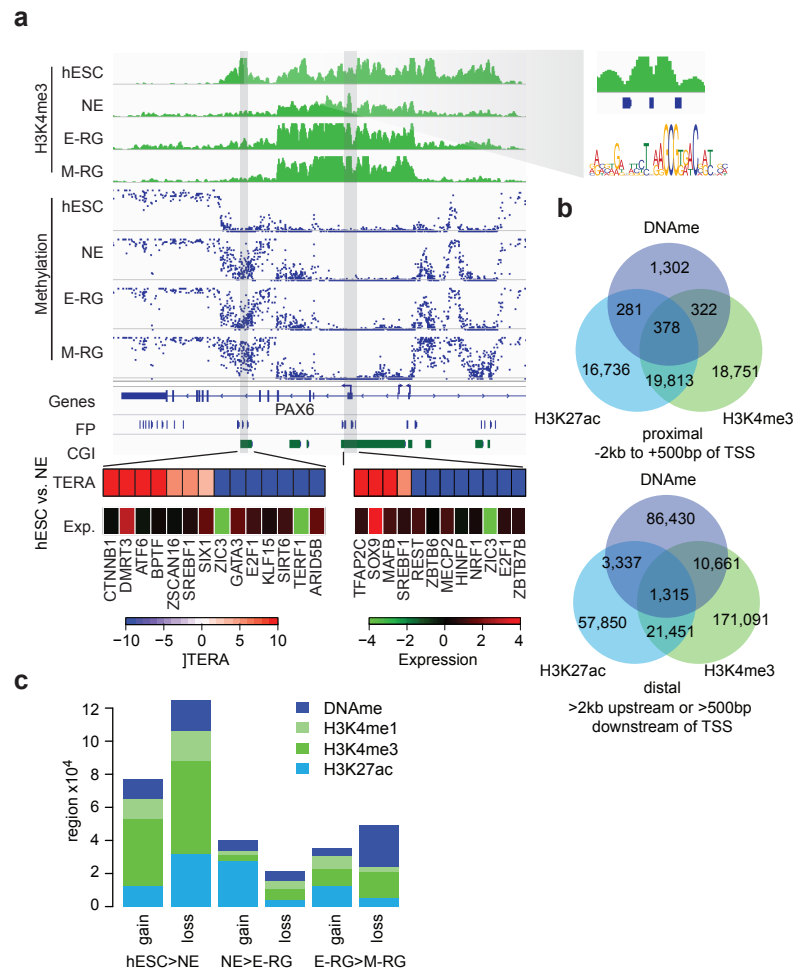 a
H3K4me3
hESC
NE
E-RG
M-RG
Methylation
hESC
NE
E-RG
M-RG
Genes
PAX6
FP
CGI
hESC vs. NE
TERA
Exp.
CTNNB1
DMRT3
ATF6
BPTF
ZSCAN16
SREBF1
SIX1
ZIC3
GATA3
E2F1
KLF15
SIRT6
TERF1
ARID5B
TFAP2C
SOX9
MAFB
SREBF1
REST
ZBTB6
MECP2
HINFP
NRF1
ZIC3
E2F1
ZBTB7B
−10 −5 0 5 10
]TERA
−4 −2 0 2 4
Expression
b
DNAme
1,302
281
322
378
16,736
19,813
18,751
H3K27ac
H3K4me3
proximal
-2kb to +500bp of TSS
DNAme
86,430
3,337
10,661
1,315
57,850
21,451
171,091
H3K27ac
H3K4me3
distal
>2kb upstream or >500bp
downstream of TSS
c
region x10⁴
12
10
8
6
4
2
0
DNAme
H3K4me1
H3K4me3
H3K27ac
gain
loss
gain
loss
gain
loss
hESC>NE
NE>E-RG
E-RG>M-RG